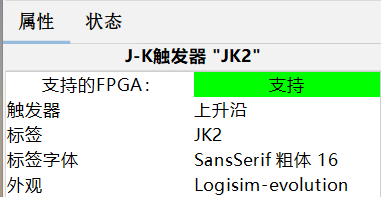 属性 状态
J-K触发器 "JK2"
支持的FPGA： 支持
触发器 上升沿
标签 JK2
标签字体 SansSerif 粗体 16
外观 Logisim-evolution